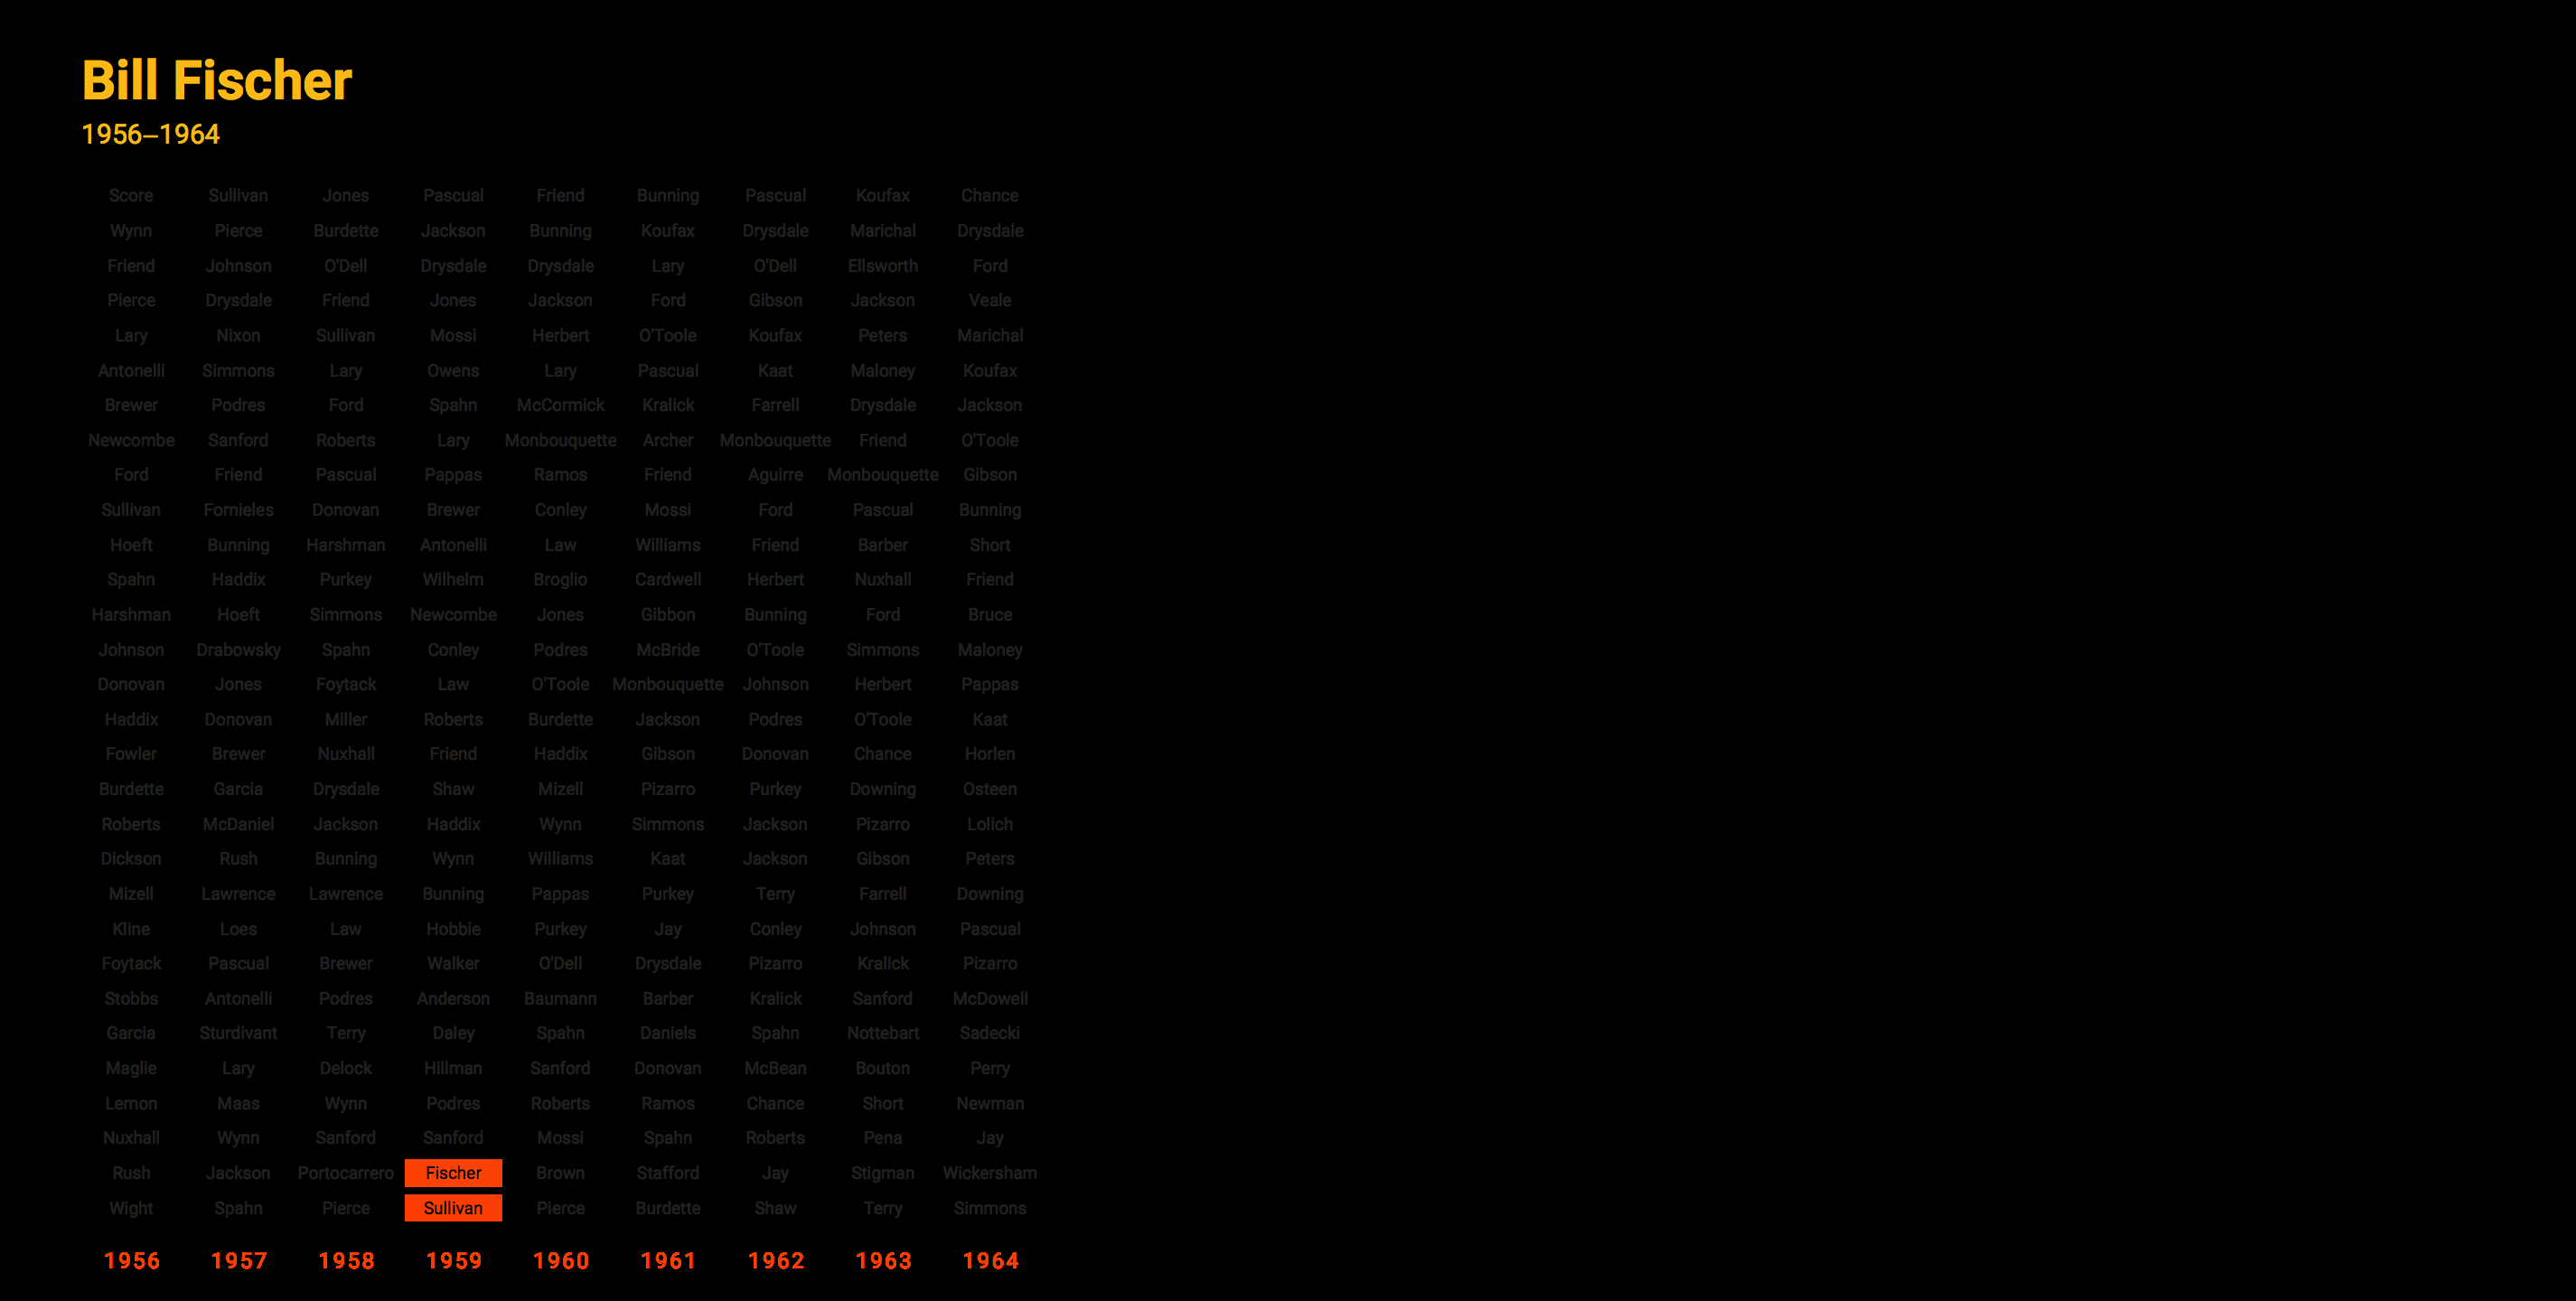 Bill Fischer
1956–1964
Score Sullivan Jones Pascual Friend Bunning Pascual Koufax Chance
Wynn Pierce Burdette Jackson Bunning Koufax Drysdale Marichal Drysdale
Friend Johnson O'Dell Drysdale Drysdale Lary O'Dell Ellsworth Ford
Pierce Drysdale Friend Jones Jackson Ford Gibson Jackson Veale
Lary Nixon Sullivan Mossi Herbert O'Toole Koufax Peters Marichal
Antonelli Simmons Lary Owens Lary Pascual Kaat Maloney Koufax
Brewer Podres Ford Spahn McCormick Kralick Farrell Drysdale Jackson
Newcombe Sanford Roberts Lary Monbouquette Archer Monbouquette Friend O'Toole
Ford Friend Pascual Pappas Ramos Friend Aguirre Monbouquette Gibson
Sullivan Fornieles Donovan Brewer Conley Mossi Ford Pascual Bunning
Hoeft Bunning Harshman Antonelli Law Williams Friend Barber Short
Spahn Haddix Purkey Wilhelm Broglio Cardwell Herbert Nuxhall Friend
Harshman Hoeft Simmons Newcombe Jones Gibbon Bunning Ford Bruce
Johnson Drabowsky Spahn Conley Podres McBride O'Toole Simmons Maloney
Donovan Jones Foytack Law O'Toole Monbouquette Johnson Herbert Pappas
Haddix Donovan Miller Roberts Burdette Jackson Podres O'Toole Kaat
Fowler Brewer Nuxhall Friend Haddix Gibson Donovan Chance Horlen
Burdette Garcia Drysdale Shaw Mizell Pizarro Purkey Downing Osteen
Roberts McDaniel Jackson Haddix Wynn Simmons Jackson Pizarro Lolich
Dickson Rush Bunning Wynn Williams Kaat Jackson Gibson Peters
Mizell Lawrence Lawrence Bunning Pappas Purkey Terry Farrell Downing
Kline Loes Law Hobbie Purkey Jay Conley Johnson Pascual
Foytack Pascual Brewer Walker O'Dell Drysdale Pizarro Kralick Pizarro
Stobbs Antonelli Podres Anderson Baumann Barber Kralick Sanford McDowell
Garcia Sturdivant Terry Daley Spahn Daniels Spahn Nottebart Sadecki
Maglie Lary Delock Hillman Sanford Donovan McBean Bouton Perry
Lemon Maas Wynn Podres Roberts Ramos Chance Short Newman
Nuxhall Wynn Sanford Sanford Mossi Spahn Roberts Pena Jay
Rush Jackson Portocarrero Fischer Brown Stafford Jay Stigman Wickersham
Wight Spahn Pierce Sullivan Pierce Burdette Shaw Terry Simmons
1956 1957 1958 1959 1960 1961 1962 1963 1964